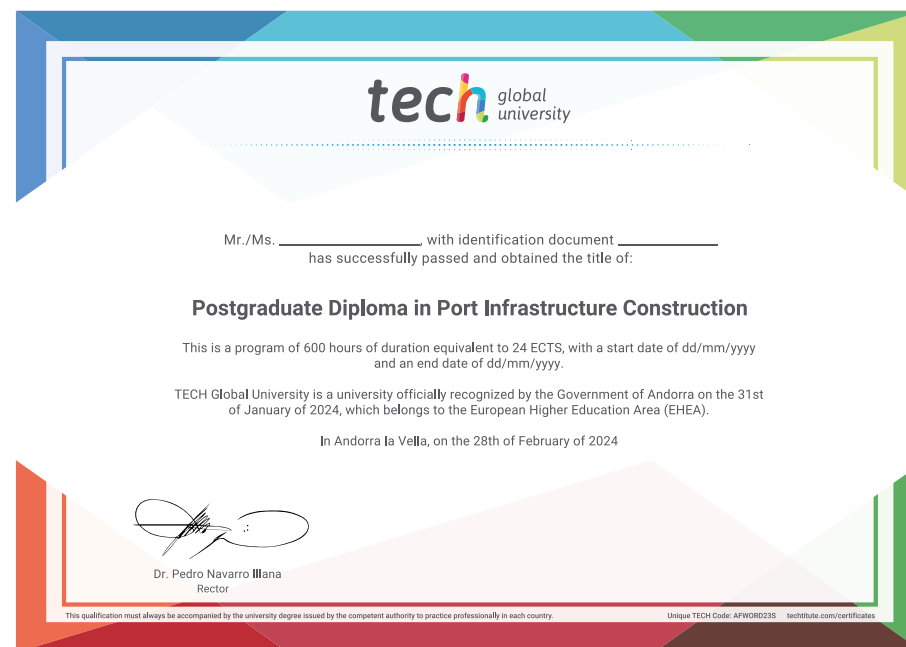 tech global university
Mr./Ms. ____________________, with identification document ______________
has successfully passed and obtained the title of:
Postgraduate Diploma in Port Infrastructure Construction
This is a program of 600 hours of duration equivalent to 24 ECTS, with a start date of dd/mm/yyyy
and an end date of dd/mm/yyyy.
TECH Global University is a university officially recognized by the Government of Andorra on the 31st
of January of 2024, which belongs to the European Higher Education Area (EHEA).
In Andorra la Vella, on the 28th of February of 2024
Dr. Pedro Navarro Illana
Rector
This qualification must always be accompanied by the university degree issued by the competent authority to practice professionally in each country.
Unique TECH Code: AFWORD23S techtitute.com/certificates